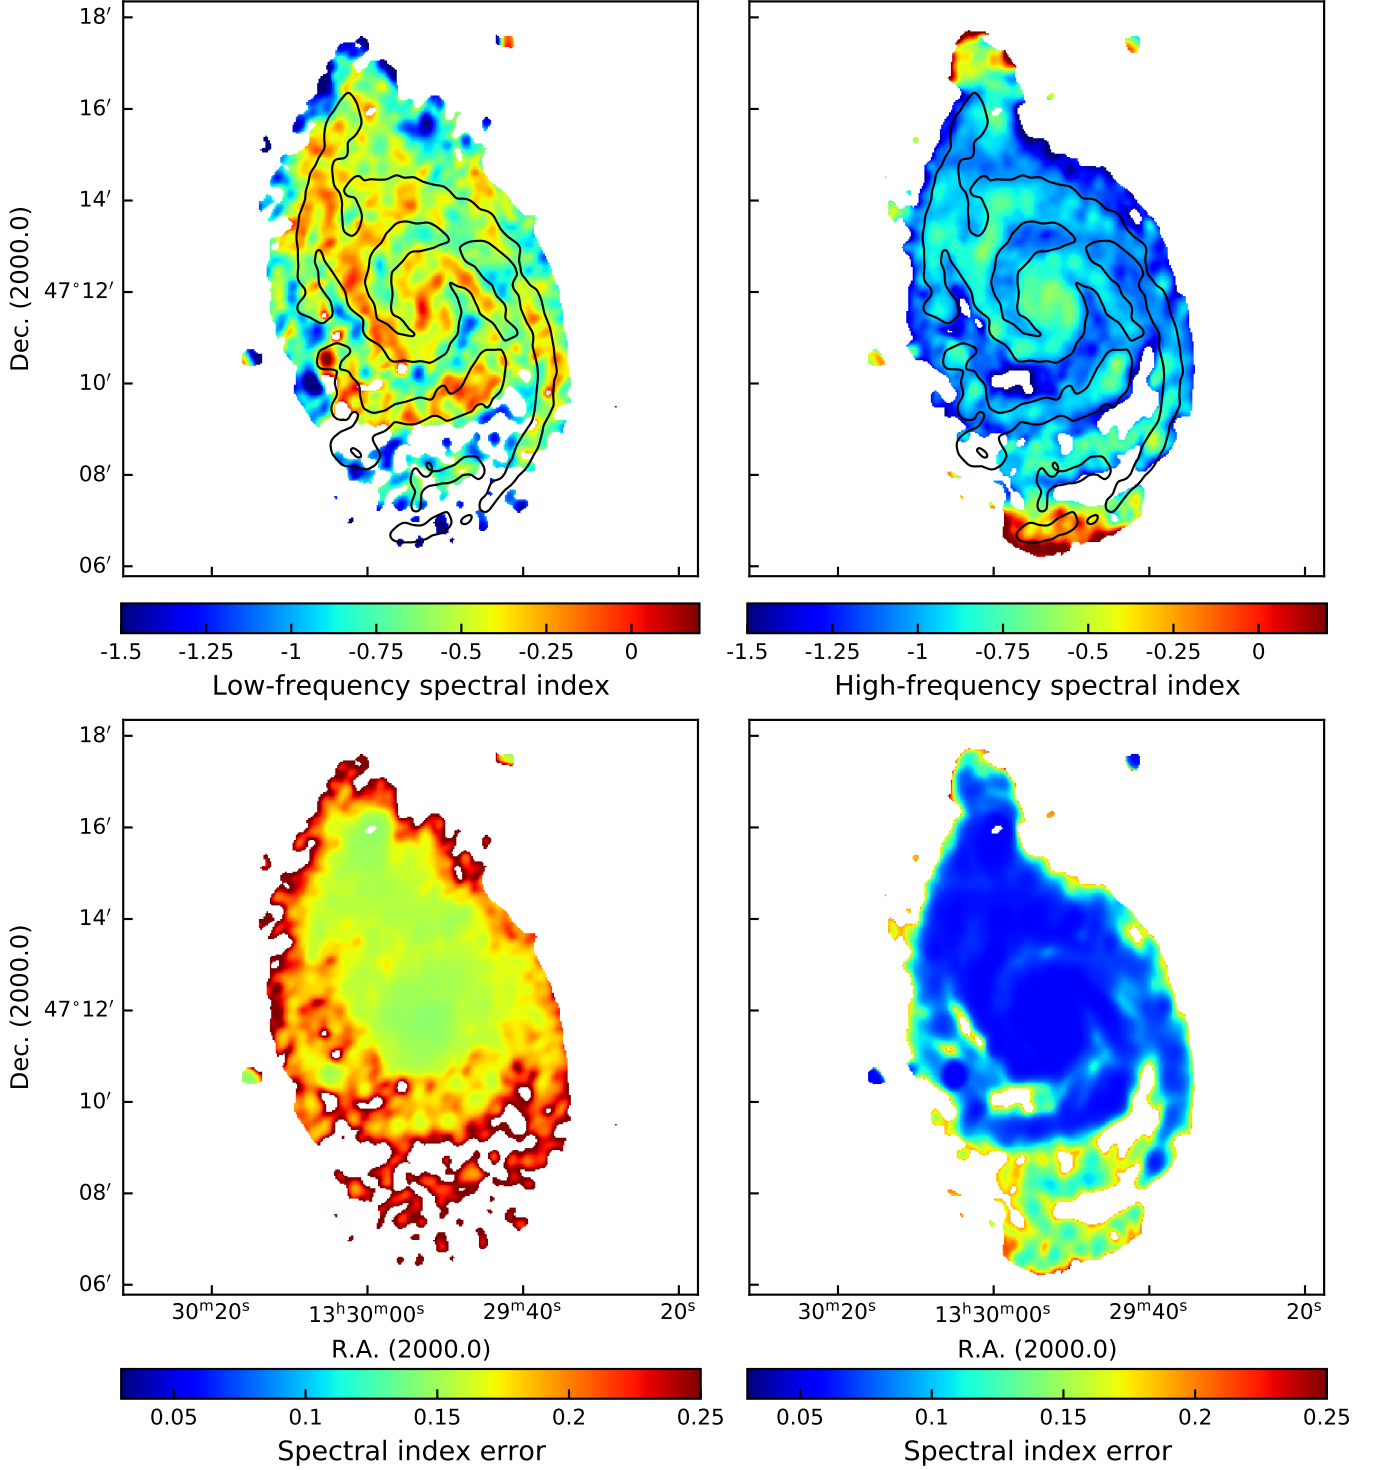 18′
16′
14′
47°12′
10′
08′
06′
Dec. (2000.0)
-1.5 -1.25 -1 -0.75 -0.5 -0.25 0
Low-frequency spectral index
-1.5 -1.25 -1 -0.75 -0.5 -0.25 0
High-frequency spectral index
18′
16′
14′
47°12′
10′
08′
06′
Dec. (2000.0)
30ᵐ20ˢ 13ʰ30ᵐ00ˢ 29ᵐ40ˢ 20ˢ
R.A. (2000.0)
30ᵐ20ˢ 13ʰ30ᵐ00ˢ 29ᵐ40ˢ 20ˢ
R.A. (2000.0)
0.05 0.1 0.15 0.2 0.25
Spectral index error
0.05 0.1 0.15 0.2 0.25
Spectral index error